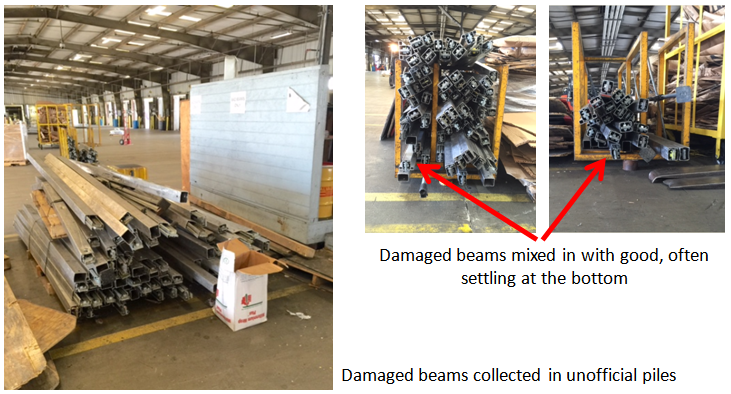 Damaged beams mixed in with good, often
settling at the bottom
Damaged beams collected in unofficial piles